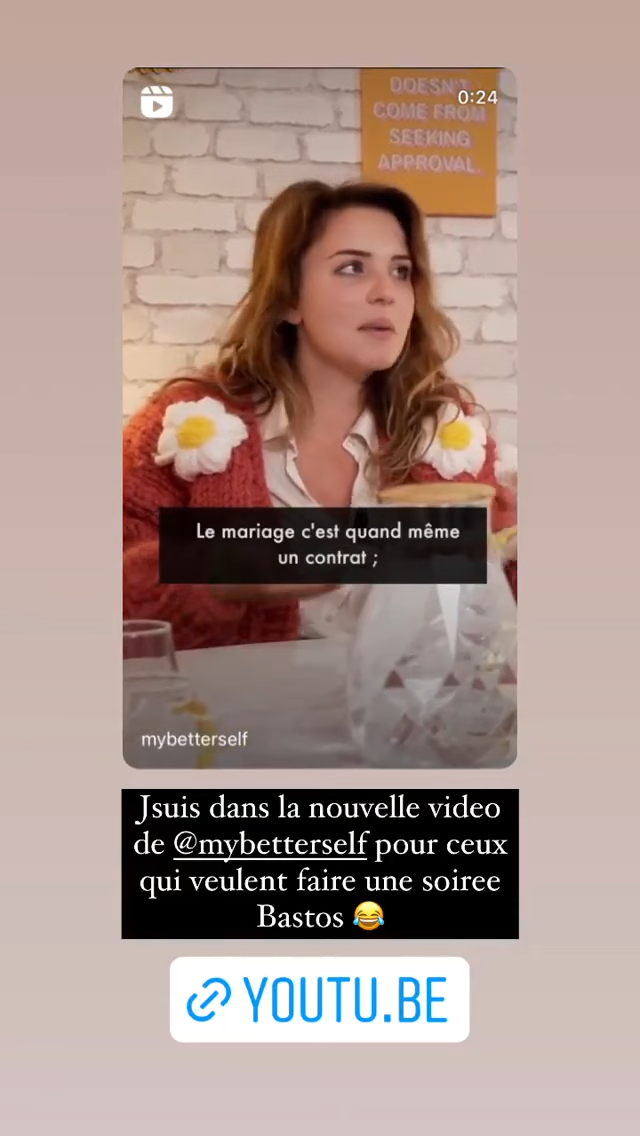 DOESN'T
0:24
COME FROM
SEEKING
APPROVAL.
Le mariage c'est quand même
un contrat ;
mybetterself
Jsuis dans la nouvelle video
de @mybetterself pour ceux
qui veulent faire une soiree
Bastos 😂
YOUTU.BE